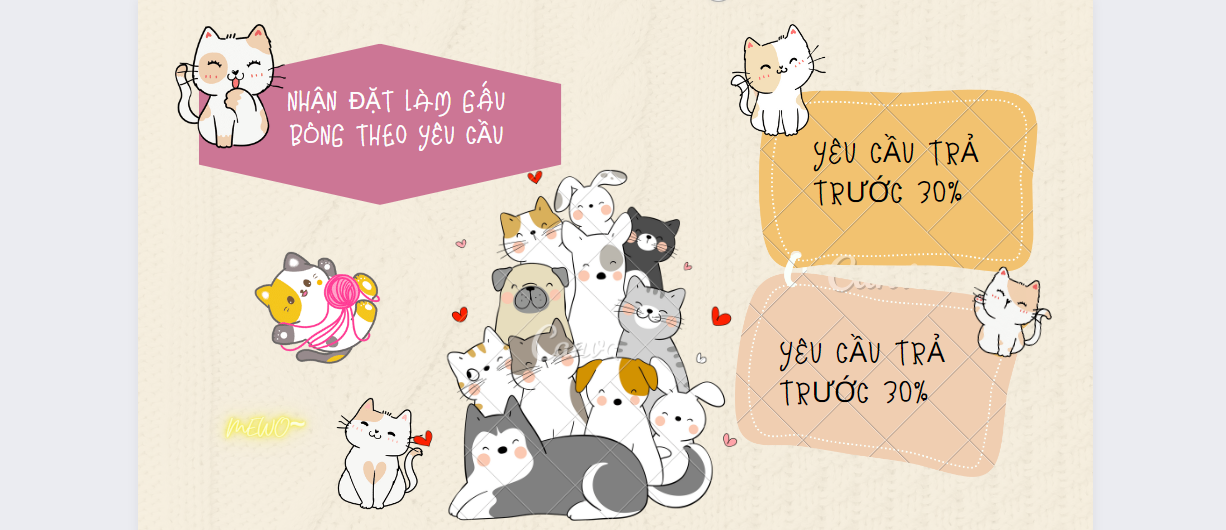 NHẬN ĐẶT LÀM GẤU
BÔNG THEO YÊU CẦU
YÊU CẦU TRẢ
TRƯỚC 30%
YÊU CẦU TRẢ
TRƯỚC 30%
MEWO~